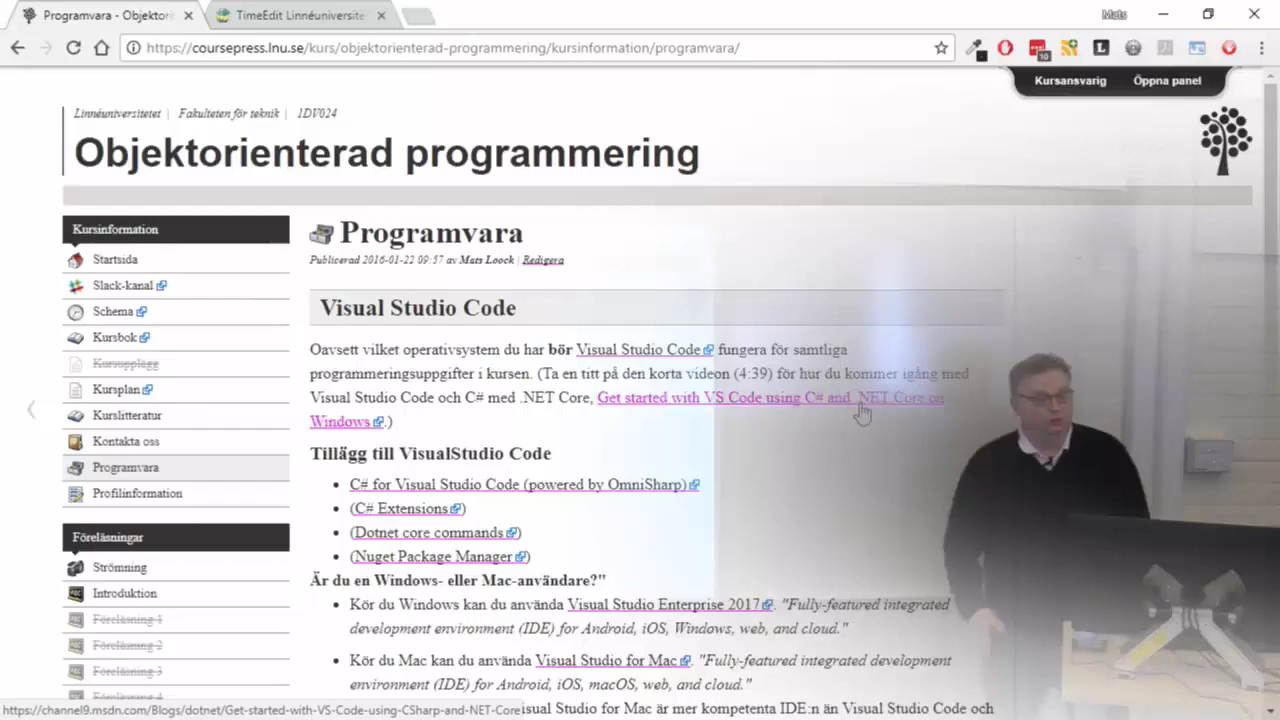 Programvara - Objektori
TimeEdit Linnéuniversite
Mats
https://coursepress.lnu.se/kurs/objektorienterad-programmering/kursinformation/programvara/
10
Kursansvarig
Öppna panel
Linnéuniversitetet | Fakulteten för teknik | 1DV024
Objektorienterad programmering
Kursinformation
Startsida
Slack-kanal
Schema
Kursbok
Kursupplägg
Kursplan
Kurslitteratur
Kontakta oss
Programvara
Profilinformation
Föreläsningar
Strömning
Introduktion
Föreläsning 1
Föreläsning 2
Föreläsning 3
Föreläsning 4
Programvara
Publicerad 2016-01-22 09:57 av Mats Loock | Redigera
Visual Studio Code
Oavsett vilket operativsystem du har bör Visual Studio Code fungera för samtliga
programmeringsuppgifter i kursen. (Ta en titt på den korta videon (4:39) för hur du kommer igång med
Visual Studio Code och C# med .NET Core, Get started with VS Code using C# and .NET Core on
Windows.)
Tillägg till VisualStudio Code
• C# for Visual Studio Code (powered by OmniSharp)
• (C# Extensions)
• (Dotnet core commands)
• (Nuget Package Manager)
Är du en Windows- eller Mac-användare?"
• Kör du Windows kan du använda Visual Studio Enterprise 2017. "Fully-featured integrated
development environment (IDE) for Android, iOS, Windows, web, and cloud."
• Kör du Mac kan du använda Visual Studio for Mac. "Fully-featured integrated development
environment (IDE) for Android, iOS, macOS, web, and cloud."
isual Studio for Mac är mer kompetenta IDE:n än Visual Studio Code och
https://channel9.msdn.com/Blogs/dotnet/Get-started-with-VS-Code-using-CSharp-and-NET-Core